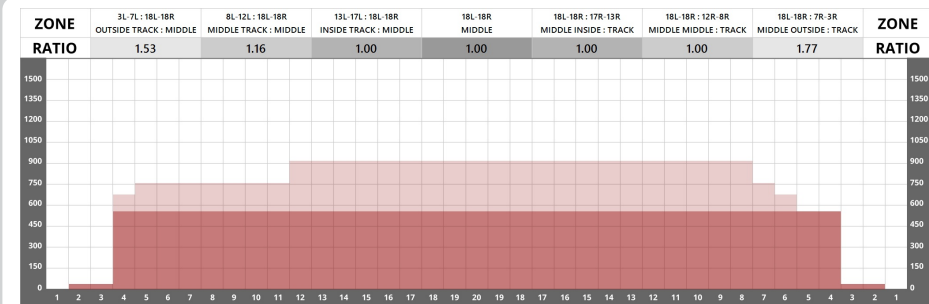 ZONE 3L-7L : 18L-18R 8L-12L : 18L-18R 13L-17L : 18L-18R 18L-18R 18L-18R : 17R-13R 18L-18R : 12R-8R 18L-18R : 7R-3R ZONE
OUTSIDE TRACK : MIDDLE MIDDLE TRACK : MIDDLE INSIDE TRACK : MIDDLE MIDDLE MIDDLE INSIDE : TRACK MIDDLE MIDDLE : TRACK MIDDLE OUTSIDE : TRACK
RATIO 1.53 1.16 1.00 1.00 1.00 1.00 1.77 RATIO
1500 1500
1350 1350
1200 1200
1050 1050
900 900
750 750
600 600
450 450
300 300
150 150
0 0
1 2 3 4 5 6 7 8 9 10 11 12 13 14 15 16 17 18 19 20 19 18 17 16 15 14 13 12 11 10 9 8 7 6 5 4 3 2 1